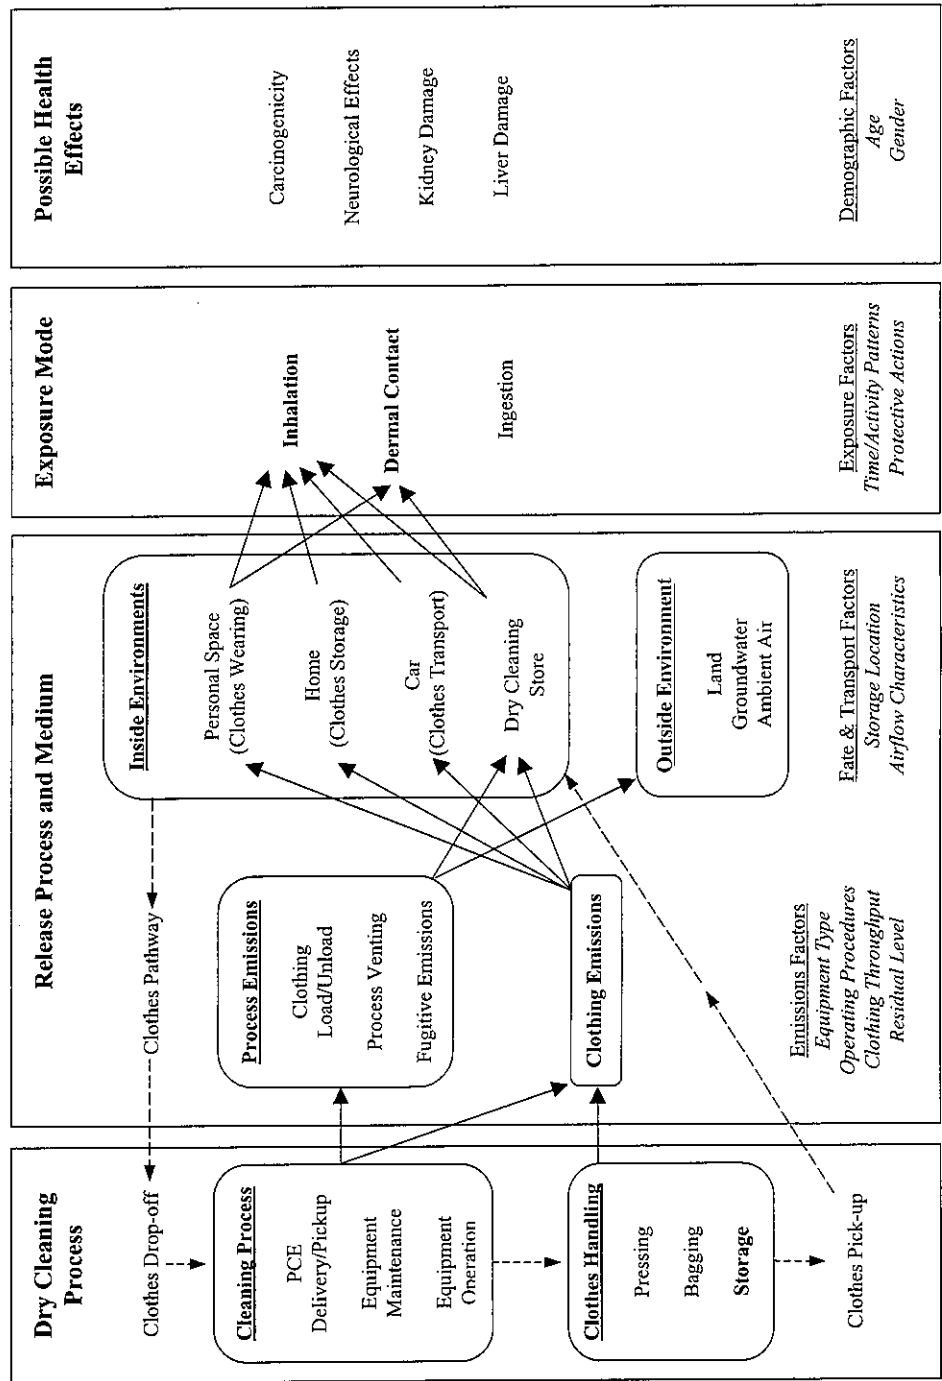 Dry Cleaning
Process
Clothes Drop-off
Cleaning Process
PCE
Delivery/Pickup
Equipment
Maintenance
Equipment
Oneration
Clothes Handling
Pressing
Bagging
Storage
Clothes Pick-up
Release Process and Medium
Clothes Pathway
Process Emissions
Clothing
Load/Unload
Process Venting
Fugitive Emissions
Clothing Emissions
Emissions Factors
Equipment Type
Operating Procedures
Clothing Throughput
Residual Level
Inside Environments
Personal Space
(Clothes Wearing)
Home
(Clothes Storage)
Car
(Clothes Transport)
Dry Cleaning
Store
Outside Environment
Land
Groundwater
Ambient Air
Fate & Transport Factors
Storage Location
Airflow Characteristics
Exposure Mode
Inhalation
Dermal Contact
Ingestion
Exposure Factors
Time/Activity Patterns
Protective Actions
Possible Health
Effects
Carcinogenicity
Neurological Effects
Kidney Damage
Liver Damage
Demographic Factors
Age
Gender